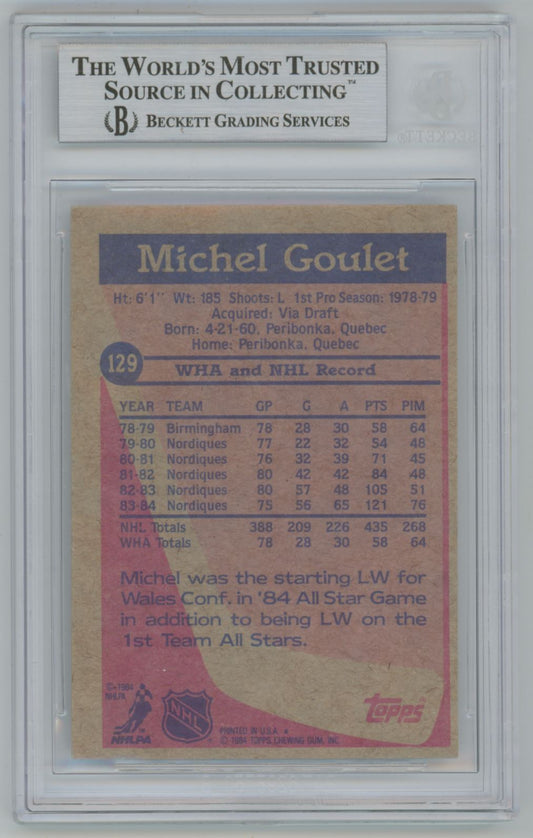 THE WORLD'S MOST TRUSTED
SOURCE IN COLLECTING™
B BECKETT GRADING SERVICES
BECKETT
Michel Goulet
Ht: 6'1" Wt: 185 Shoots: L 1st Pro Season: 1978-79
Acquired: Via Draft
Born: 4-21-60, Peribonka, Quebec
Home: Peribonka, Quebec
129
WHA and NHL Record
YEAR TEAM GP G A PTS PIM
78-79 Birmingham 78 28 30 58 64
79-80 Nordiques 77 22 32 54 48
80-81 Nordiques 76 32 39 71 45
81-82 Nordiques 80 42 42 84 48
82-83 Nordiques 80 57 48 105 51
83-84 Nordiques 75 56 65 121 76
NHL Totals 388 209 226 435 268
WHA Totals 78 28 30 58 64
Michel was the starting LW for
Wales Conf. in '84 All Star Game
in addition to being LW on the
1st Team All Stars.
© 1984
NHLPA
NHLPA
NHL
topps
PRINTED IN U.S.A. ★
© 1984 TOPPS CHEWING GUM, INC.